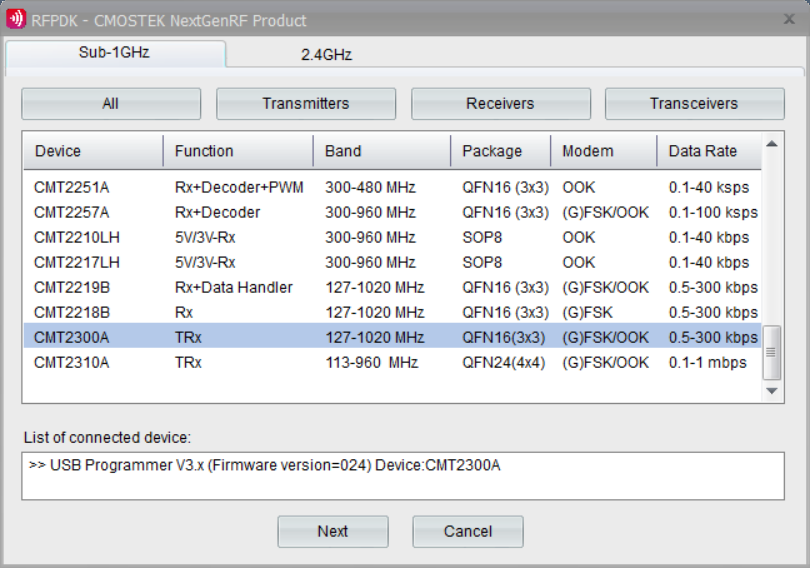 RFPDK - CMOSTEK NextGenRF Product x
Sub-1GHz 2.4GHz
All Transmitters Receivers Transceivers
Device Function Band Package Modem Data Rate
CMT2251A Rx+Decoder+PWM 300-480 MHz QFN16 (3x3) OOK 0.1-40 ksps
CMT2257A Rx+Decoder 300-960 MHz QFN16 (3x3) (G)FSK/OOK 0.1-100 ksps
CMT2210LH 5V/3V-Rx 300-960 MHz SOP8 OOK 0.1-40 kbps
CMT2217LH 5V/3V-Rx 300-960 MHz SOP8 OOK 0.1-40 kbps
CMT2219B Rx+Data Handler 127-1020 MHz QFN16 (3x3) (G)FSK/OOK 0.5-300 kbps
CMT2218B Rx 127-1020 MHz QFN16 (3x3) (G)FSK 0.5-300 kbps
CMT2300A TRx 127-1020 MHz QFN16(3x3) (G)FSK/OOK 0.5-300 kbps
CMT2310A TRx 113-960 MHz QFN24(4x4) (G)FSK/OOK 0.1-1 mbps
List of connected device:
>> USB Programmer V3.x (Firmware version=024) Device:CMT2300A
Next Cancel